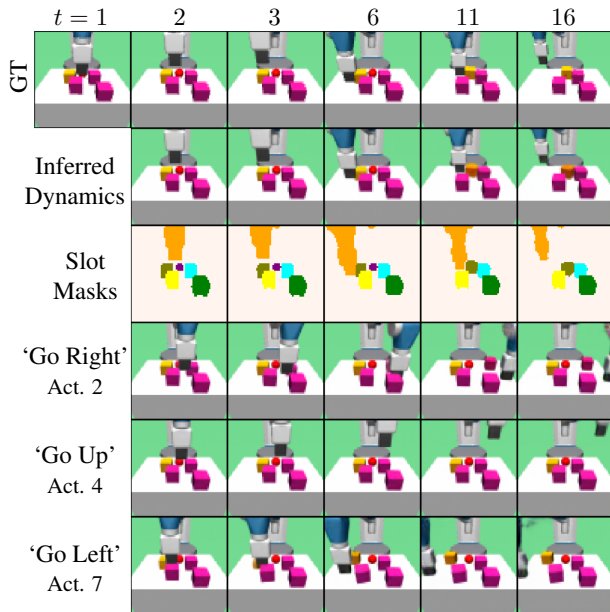 t = 1 2 3 6 11 16
GT
Inferred
Dynamics
Slot
Masks
‘Go Right’
Act. 2
‘Go Up’
Act. 4
‘Go Left’
Act. 7